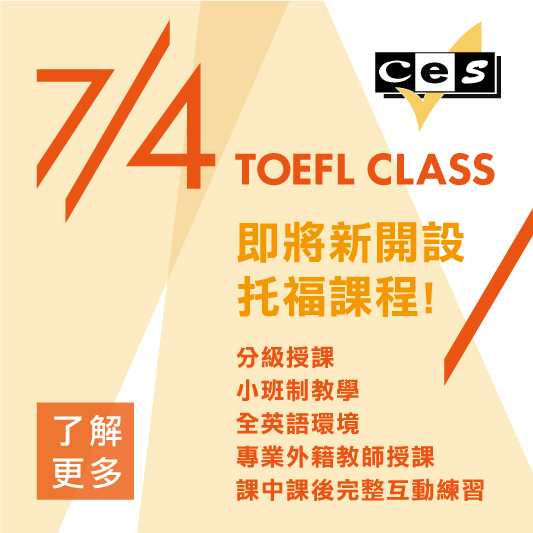 7/4
ces
TOEFL CLASS
即將新開設
托福課程!
分級授課
小班制教學
全英語環境
專業外籍教師授課
課中課後完整互動練習
了解
更多